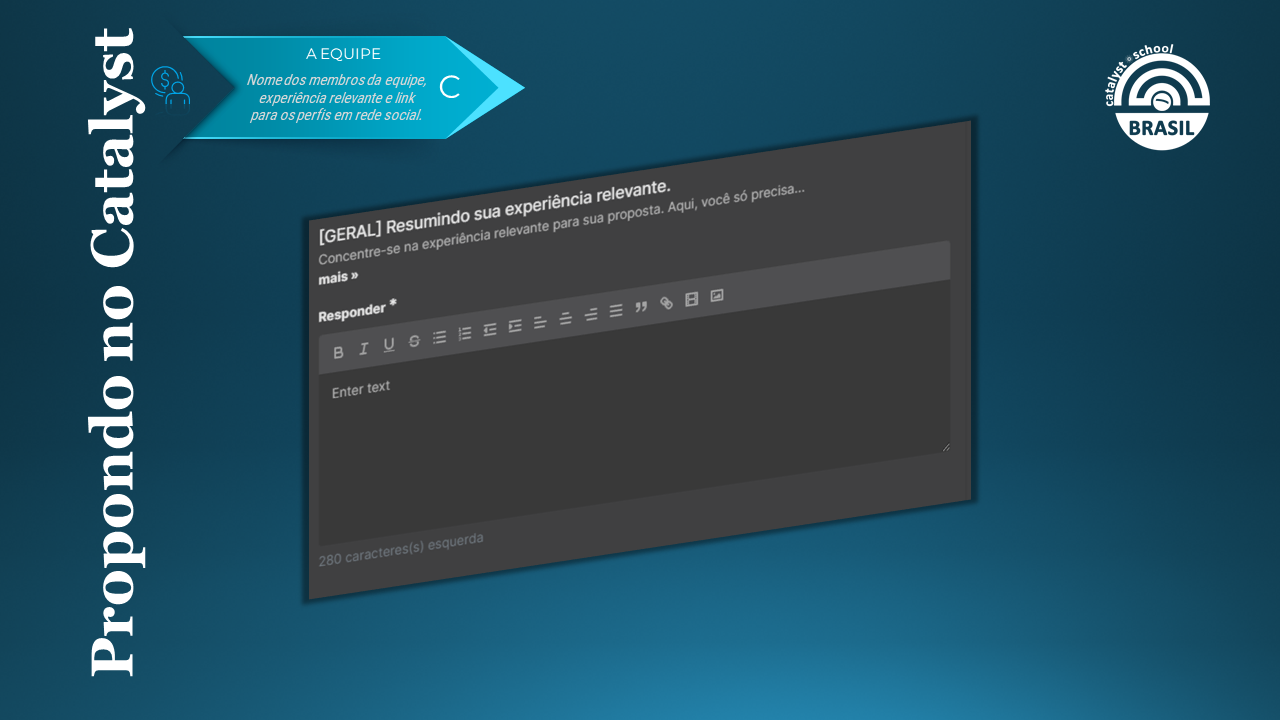 Propondo no Catalyst
A EQUIPE
Nome dos membros da equipe,
experiência relevante e link
para os perfis em rede social.
C
catalyst school
BRASIL
[GERAL] Resumindo sua experiência relevante.
Concentre-se na experiência relevante para sua proposta. Aqui, você só precisa...
mais »
Responder *
B I U S
Enter text
280 caracteres(s) esquerda